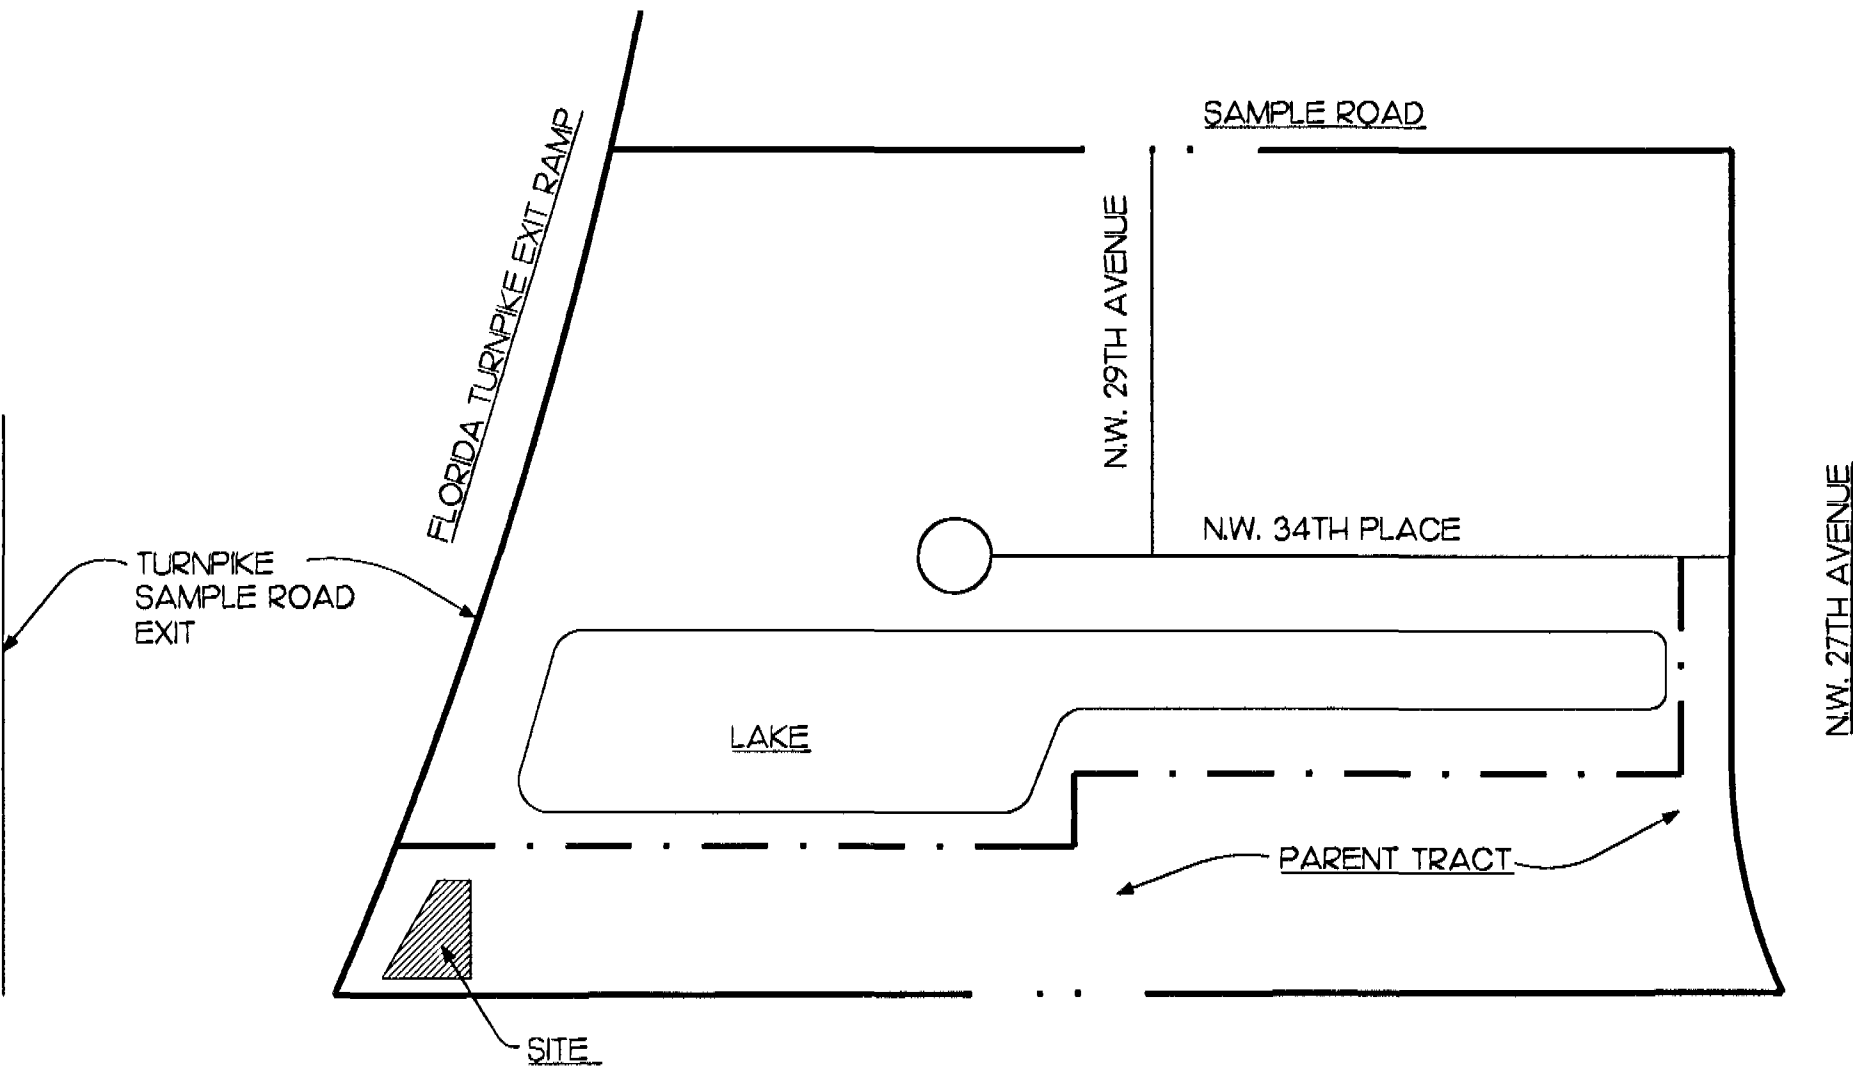 SAMPLE ROAD
FLORIDA TURNPIKE EXIT RAMP
N.W. 29TH AVENUE
N.W. 34TH PLACE
N.W. 27TH AVENUE
TURNPIKE
SAMPLE ROAD
EXIT
LAKE
PARENT TRACT
SITE